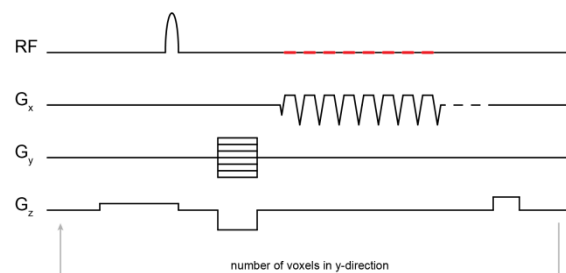 RF
Gx
Gy
Gz
number of voxels in y-direction